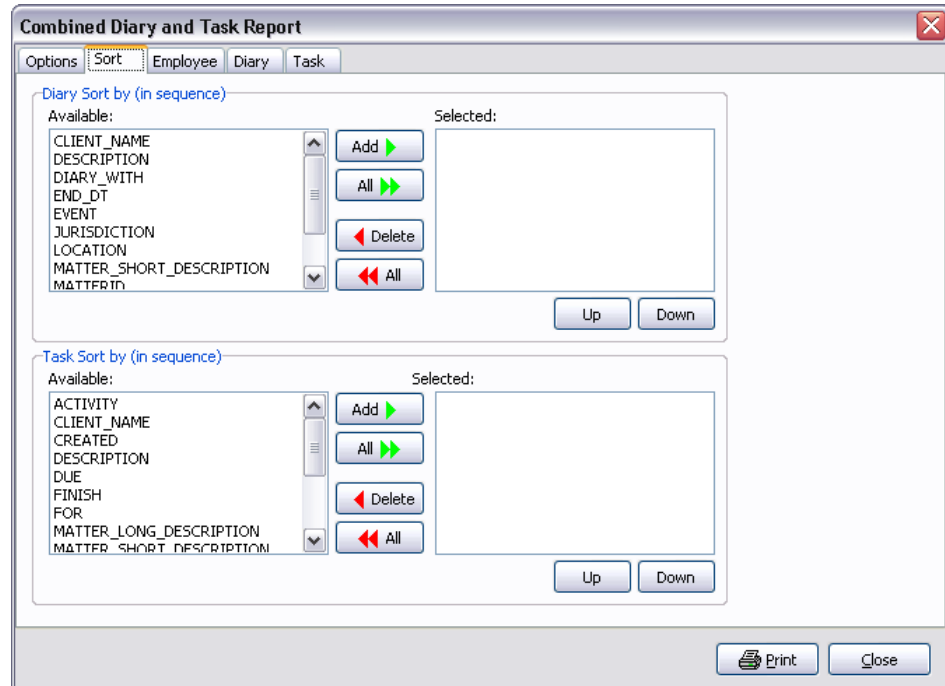 Combined Diary and Task Report
Options Sort Employee Diary Task
Diary Sort by (in sequence)
Available: Selected:
CLIENT_NAME
DESCRIPTION
DIARY_WITH
END_DT
EVENT
JURISDICTION
LOCATION
MATTER_SHORT_DESCRIPTION
MATTERID
Add
All
Delete
All
Up Down
Task Sort by (in sequence)
Available: Selected:
ACTIVITY
CLIENT_NAME
CREATED
DESCRIPTION
DUE
FINISH
FOR
MATTER_LONG_DESCRIPTION
MATTER_SHORT_DESCRIPTION
Add
All
Delete
All
Up Down
Print Close